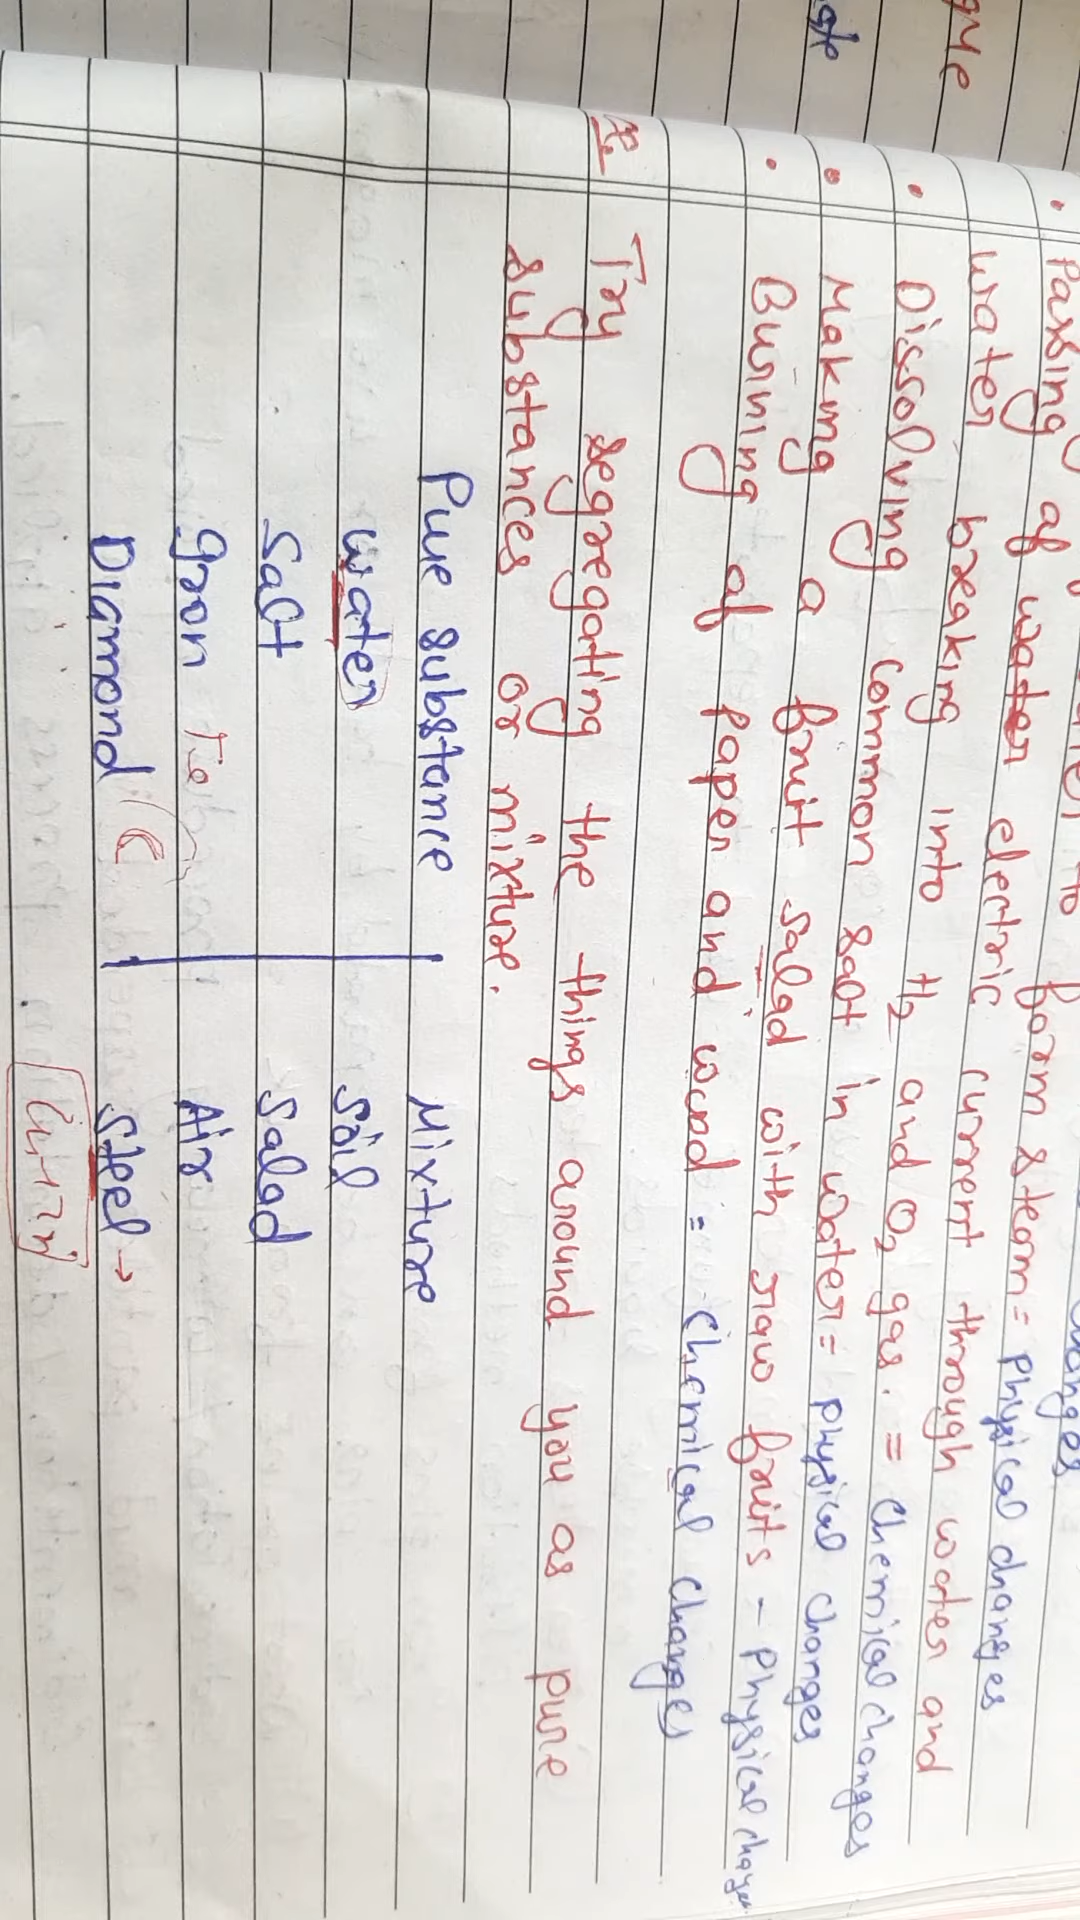 to form steam = Physical changes
• Passing of water electric current through water and
water breaking into H2 and O2 gas. = Chemical changes
• Dissolving common salt in water = Physical changes
• Making a fruit salad with raw fruits - Physical changes
• Burning of paper and wood = Chemical changes
Try segregating the things around you as pure
substances or mixture.
Pure substance Mixture
Water Soil
Salt Salad
Iron Air
Diamond (C Steel →